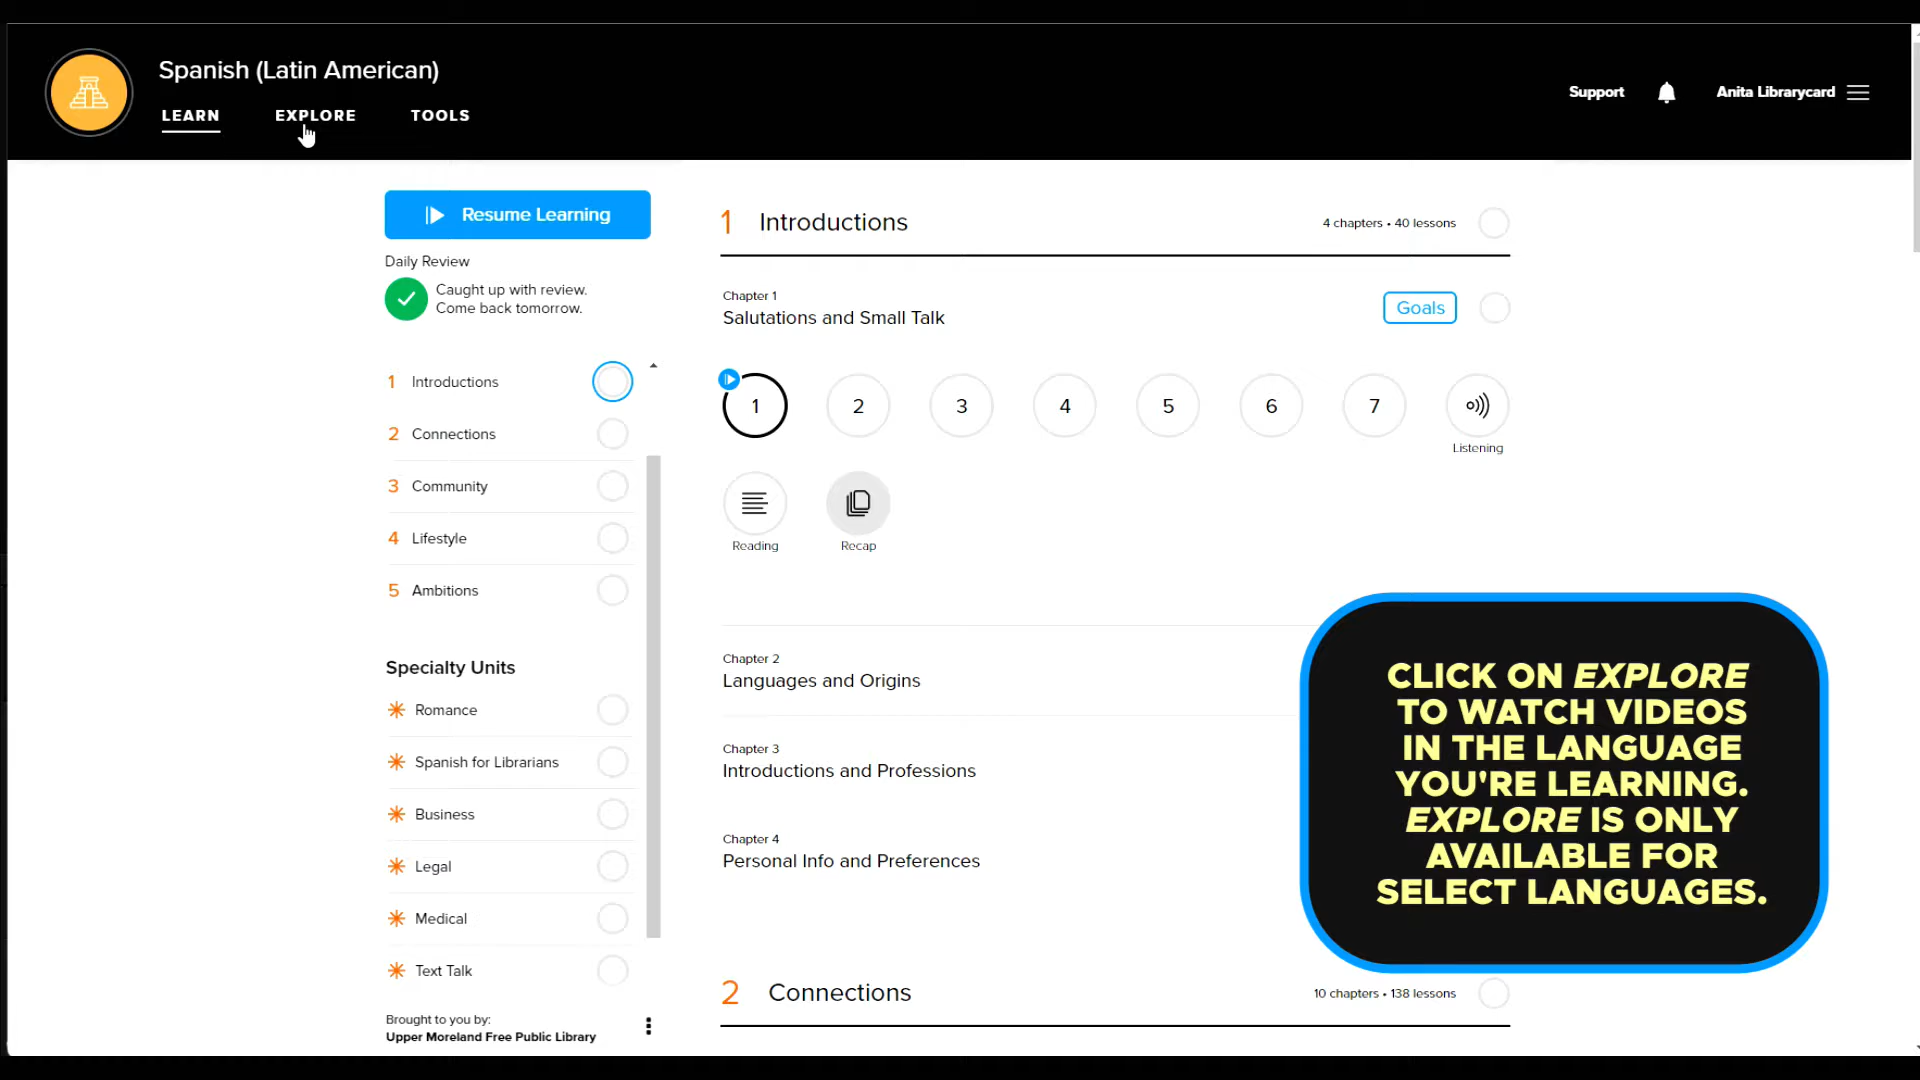 Spanish (Latin American)
LEARN
EXPLORE
TOOLS
Support
Anita Librarycard
Resume Learning
Daily Review
Caught up with review.
Come back tomorrow.
1 Introductions
2 Connections
3 Community
4 Lifestyle
5 Ambitions
Specialty Units
Romance
Spanish for Librarians
Business
Legal
Medical
Text Talk
Brought to you by:
Upper Moreland Free Public Library
1 Introductions
4 chapters • 40 lessons
Chapter 1
Salutations and Small Talk
Goals
1 2 3 4 5 6 7
Listening
Reading
Recap
Chapter 2
Languages and Origins
Chapter 3
Introductions and Professions
Chapter 4
Personal Info and Preferences
2 Connections
10 chapters • 138 lessons
CLICK ON EXPLORE
TO WATCH VIDEOS
IN THE LANGUAGE
YOU'RE LEARNING.
EXPLORE IS ONLY
AVAILABLE FOR
SELECT LANGUAGES.